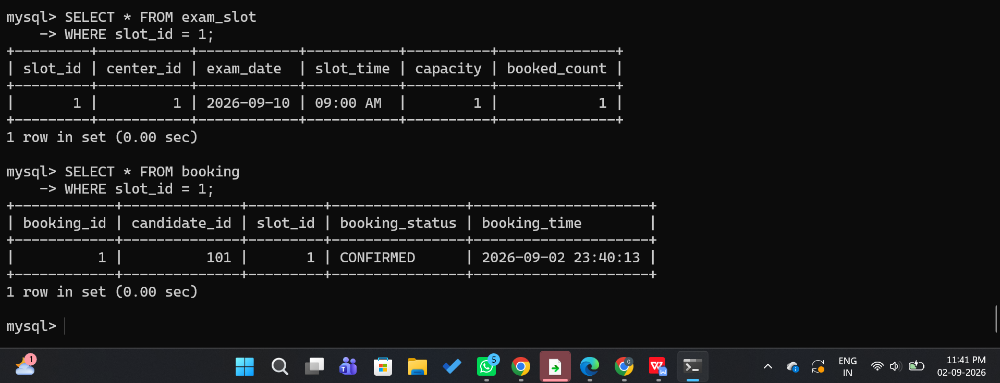 mysql> SELECT * FROM exam_slot
    -> WHERE slot_id = 1;
+---------+-----------+------------+-----------+----------+--------------+
| slot_id | center_id | exam_date  | slot_time | capacity | booked_count |
+---------+-----------+------------+-----------+----------+--------------+
|       1 |         1 | 2026-09-10 | 09:00 AM  |        1 |            1 |
+---------+-----------+------------+-----------+----------+--------------+
1 row in set (0.00 sec)

mysql> SELECT * FROM booking
    -> WHERE slot_id = 1;
+------------+--------------+---------+----------------+---------------------+
| booking_id | candidate_id | slot_id | booking_status | booking_time        |
+------------+--------------+---------+----------------+---------------------+
|          1 |          101 |       1 | CONFIRMED      | 2026-09-02 23:40:13 |
+------------+--------------+---------+----------------+---------------------+
1 row in set (0.00 sec)

mysql>
1
T
5
G
W
W
ENG
IN
11:41 PM
02-09-2026